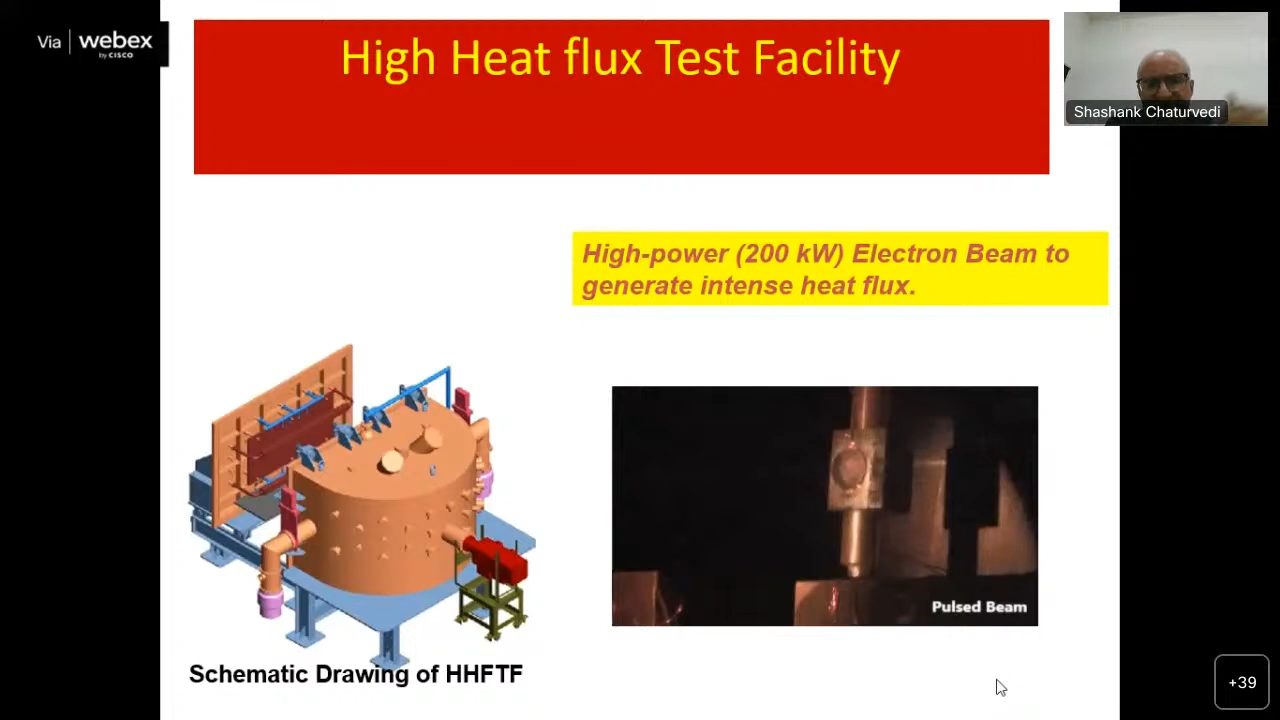 Via webex
by CISCO
High Heat flux Test Facility
Shashank Chaturvedi
High-power (200 kW) Electron Beam to
generate intense heat flux.
Pulsed Beam
Schematic Drawing of HHFTF
+39